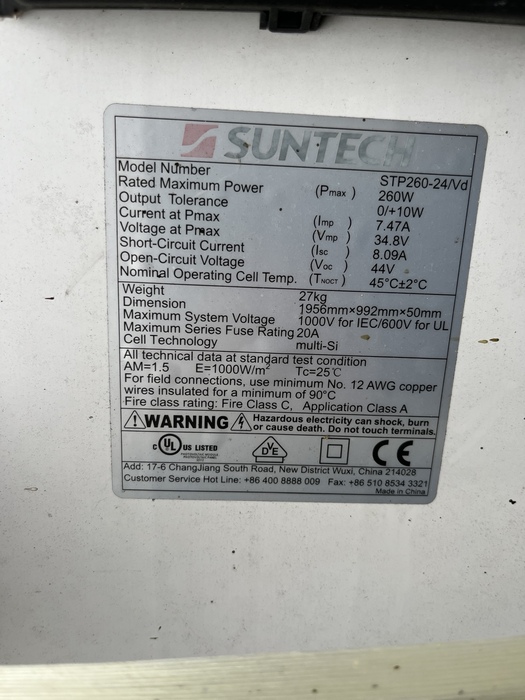 SUNTECH
Model Number STP260-24/Vd
Rated Maximum Power (Pmax) 260W
Output Tolerance 0/+10W
Current at Pmax (Imp) 7.47A
Voltage at Pmax (Vmp) 34.8V
Short-Circuit Current (Isc) 8.09A
Open-Circuit Voltage (Voc) 44V
Nominal Operating Cell Temp. (TNOCT) 45°C±2°C
Weight 27kg
Dimension 1956mm×992mm×50mm
Maximum System Voltage 1000V for IEC/600V for UL
Maximum Series Fuse Rating 20A
Cell Technology multi-Si
All technical data at standard test condition
AM=1.5 E=1000W/m² Tc=25°C
For field connections, use minimum No. 12 AWG copper
wires insulated for a minimum of 90°C
Fire class rating: Fire Class C, Application Class A
WARNING Hazardous electricity can shock, burn
or cause death. Do not touch terminals.
c UL US LISTED
DVE
CE
Add: 17-6 ChangJiang South Road, New District Wuxi, China 214028
Customer Service Hot Line: +86 400 8888 009 Fax: +86 510 8534 3321
Made in China